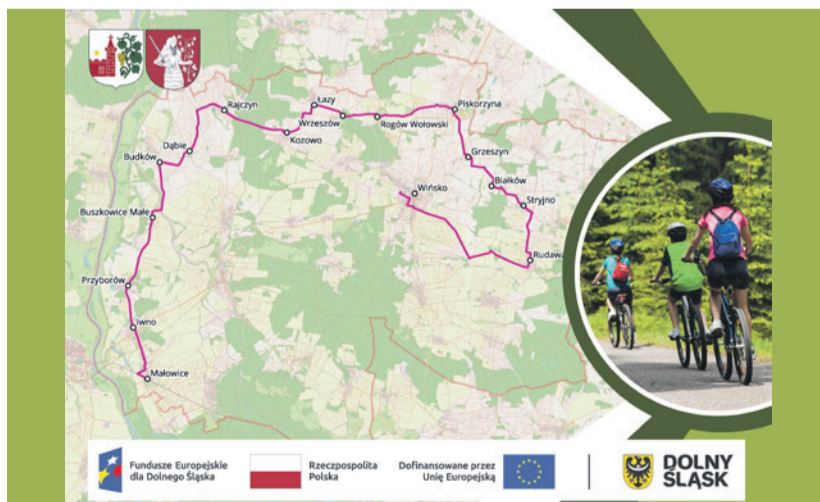 Rajczyn
Łazy
Wrzeszów
Kozowo
Rogów Wołowski
Piskorzyna
Dąbie
Budków
Grzeszyn
Białków
Wińsko
Stryjno
Buszkowice Małe
Rudawa
Przyborów
Iwno
Małowice
Fundusze Europejskie
dla Dolnego Śląska
Rzeczpospolita
Polska
Dofinansowane przez
Unię Europejską
DOLNY
ŚLĄSK